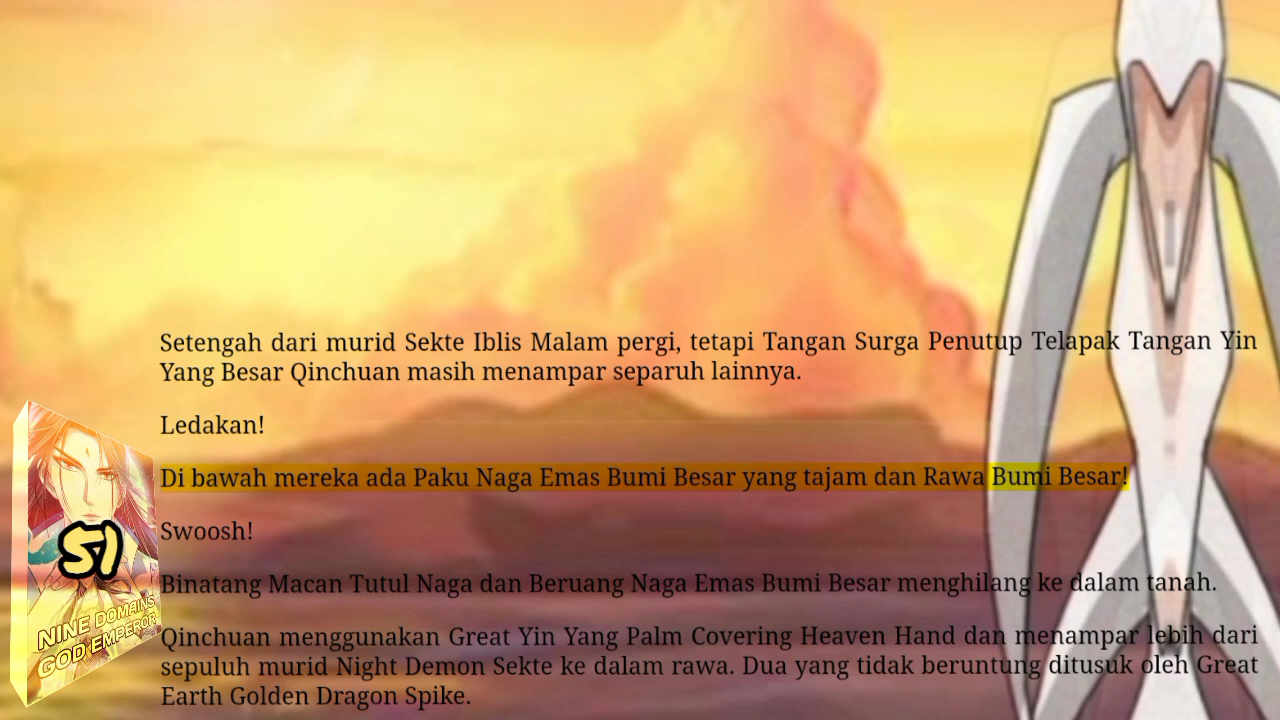 Setengah dari murid Sekte Iblis Malam pergi, tetapi Tangan Surga Penutup Telapak Tangan Yin
Yang Besar Qinchuan masih menampar separuh lainnya.
Ledakan!
Di bawah mereka ada Paku Naga Emas Bumi Besar yang tajam dan Rawa Bumi Besar!
Swoosh!
Binatang Macan Tutul Naga dan Beruang Naga Emas Bumi Besar menghilang ke dalam tanah.
Qinchuan menggunakan Great Yin Yang Palm Covering Heaven Hand dan menampar lebih dari
sepuluh murid Night Demon Sekte ke dalam rawa. Dua yang tidak beruntung ditusuk oleh Great
Earth Golden Dragon Spike.
51
NINE DOMAINS
GOD EMPEROR